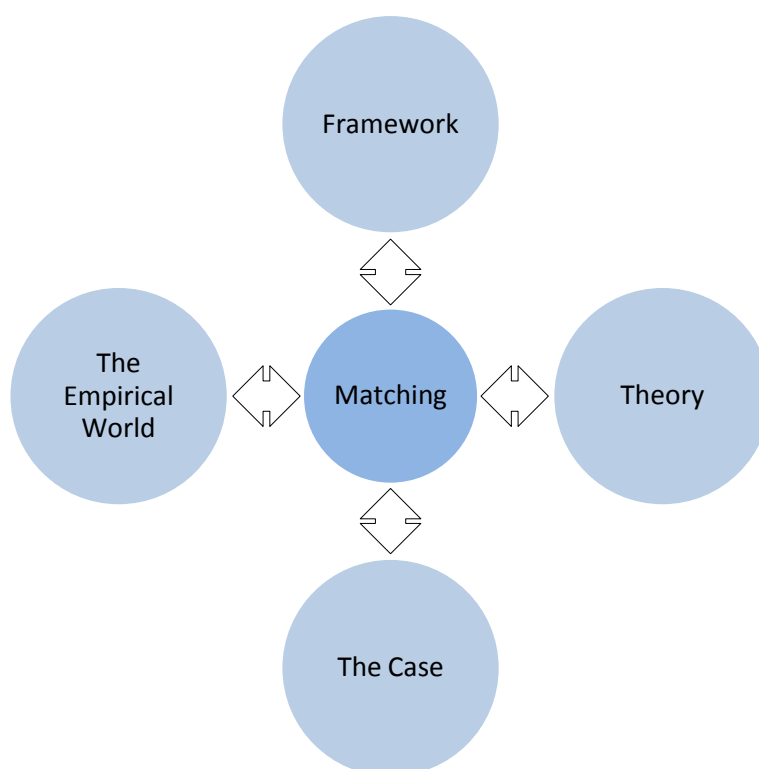 Framework
The
Empirical
World
Matching
Theory
The Case